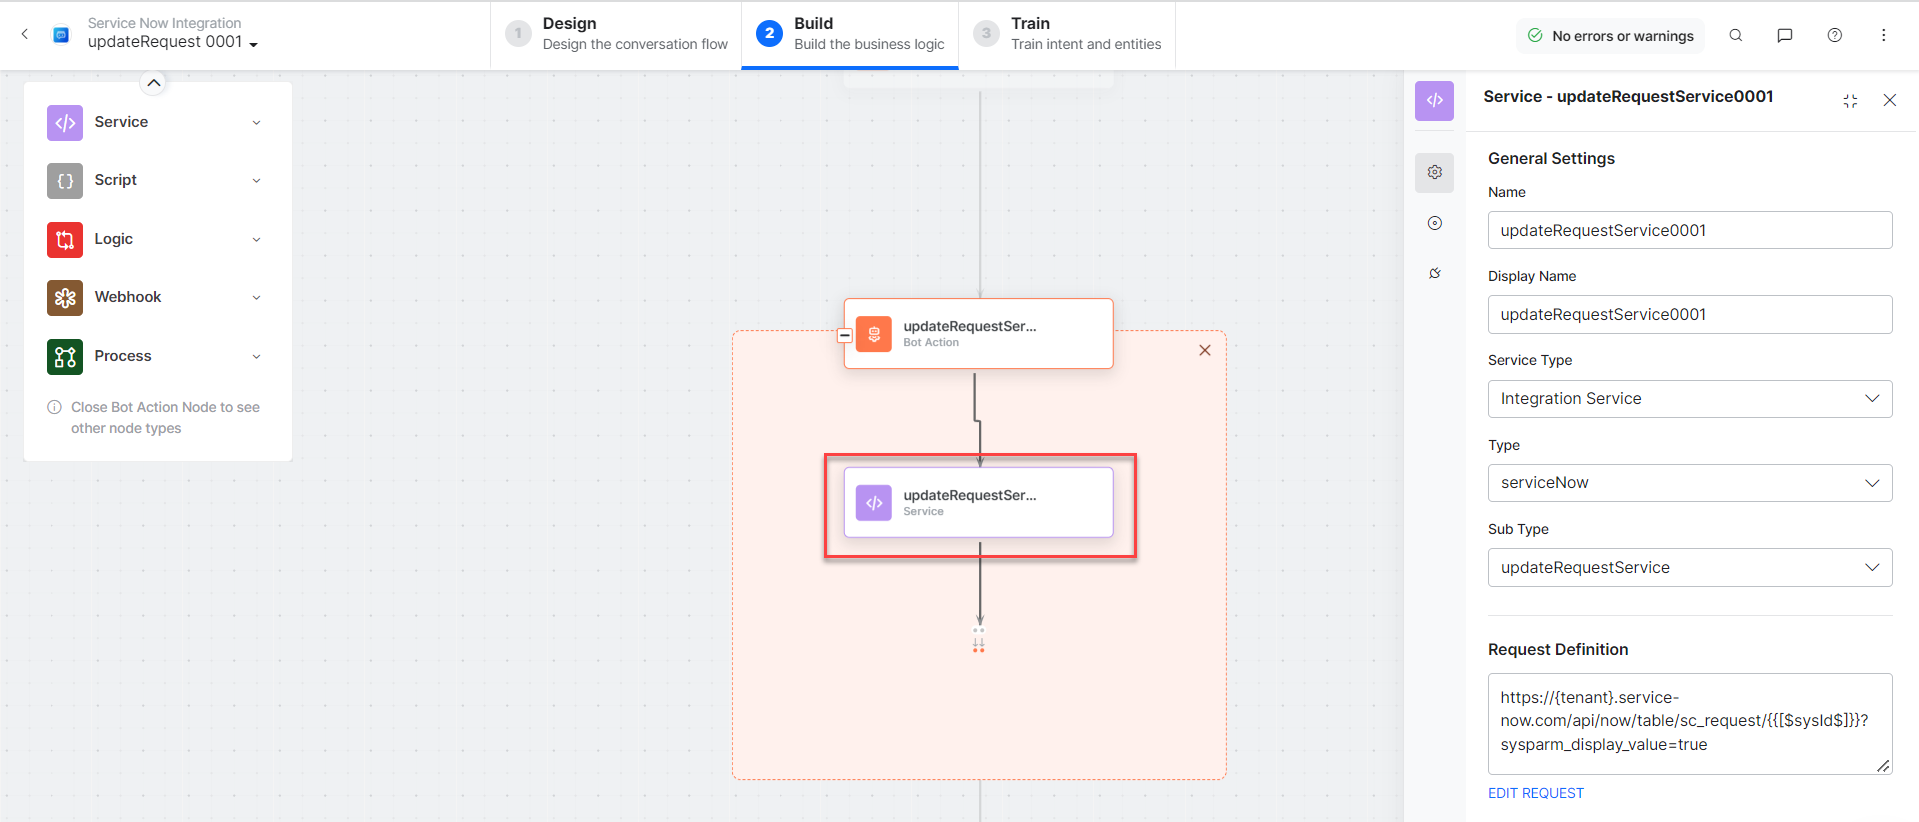 Service Now Integration
updateRequest 0001
1
Design
Design the conversation flow
2
Build
Build the business logic
3
Train
Train intent and entities
No errors or warnings
Service
Script
Logic
Webhook
Process
Close Bot Action Node to see
other node types
updateRequestSer...
Bot Action
updateRequestSer...
Service
Service - updateRequestService0001
General Settings
Name
updateRequestService0001
Display Name
updateRequestService0001
Service Type
Integration Service
Type
serviceNow
Sub Type
updateRequestService
Request Definition
https://{tenant}.service-
now.com/api/now/table/sc_request/{{[$sysId$]}}?
sysparm_display_value=true
EDIT REQUEST